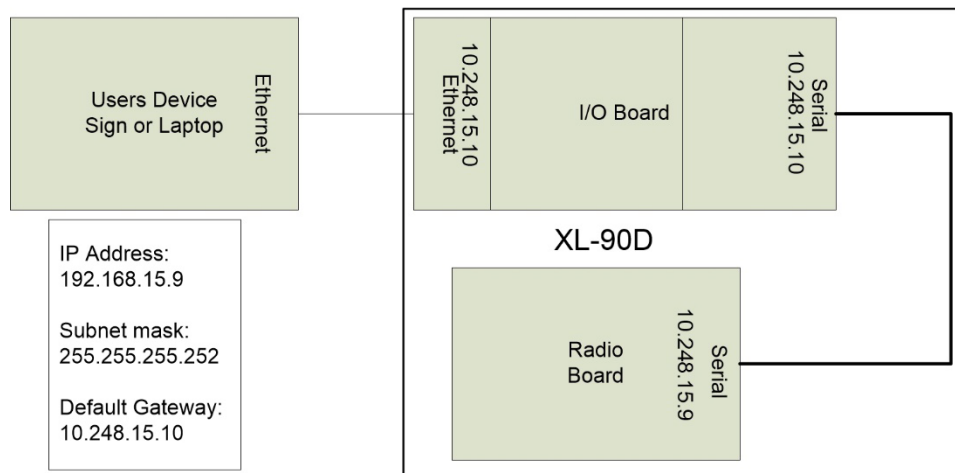 Users Device
Sign or Laptop
Ethernet
10.248.15.10
Ethernet
I/O Board
Serial
10.248.15.10
IP Address:
192.168.15.9
Subnet mask:
255.255.255.252
Default Gateway:
10.248.15.10
XL-90D
Radio
Board
Serial
10.248.15.9